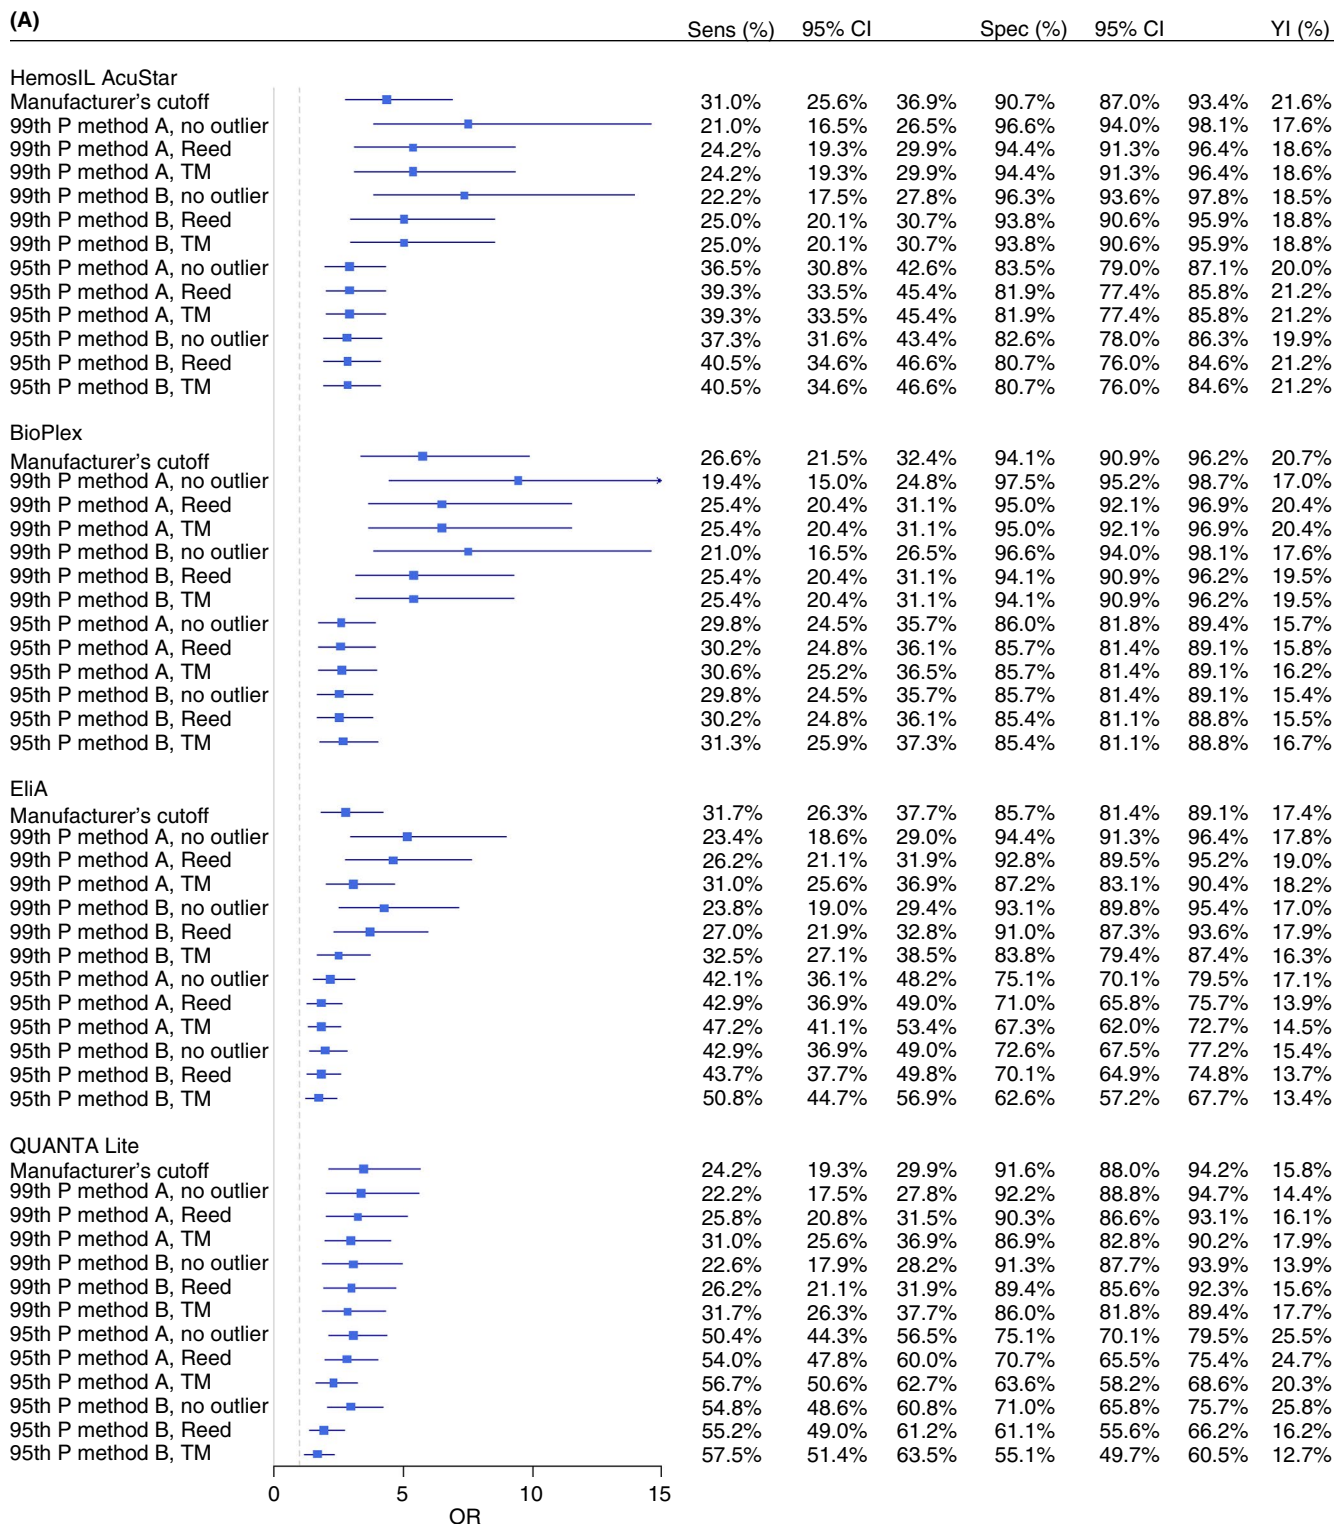 (A)
Sens (%) 95% CI Spec (%) 95% CI YI (%)
HemosIL AcuStar
Manufacturer's cutoff 31.0% 25.6% 36.9% 90.7% 87.0% 93.4% 21.6%
99th P method A, no outlier 21.0% 16.5% 26.5% 96.6% 94.0% 98.1% 17.6%
99th P method A, Reed 24.2% 19.3% 29.9% 94.4% 91.3% 96.4% 18.6%
99th P method A, TM 24.2% 19.3% 29.9% 94.4% 91.3% 96.4% 18.6%
99th P method B, no outlier 22.2% 17.5% 27.8% 96.3% 93.6% 97.8% 18.5%
99th P method B, Reed 25.0% 20.1% 30.7% 93.8% 90.6% 95.9% 18.8%
99th P method B, TM 25.0% 20.1% 30.7% 93.8% 90.6% 95.9% 18.8%
95th P method A, no outlier 36.5% 30.8% 42.6% 83.5% 79.0% 87.1% 20.0%
95th P method A, Reed 39.3% 33.5% 45.4% 81.9% 77.4% 85.8% 21.2%
95th P method A, TM 39.3% 33.5% 45.4% 81.9% 77.4% 85.8% 21.2%
95th P method B, no outlier 37.3% 31.6% 43.4% 82.6% 78.0% 86.3% 19.9%
95th P method B, Reed 40.5% 34.6% 46.6% 80.7% 76.0% 84.6% 21.2%
95th P method B, TM 40.5% 34.6% 46.6% 80.7% 76.0% 84.6% 21.2%
BioPlex
Manufacturer's cutoff 26.6% 21.5% 32.4% 94.1% 90.9% 96.2% 20.7%
99th P method A, no outlier 19.4% 15.0% 24.8% 97.5% 95.2% 98.7% 17.0%
99th P method A, Reed 25.4% 20.4% 31.1% 95.0% 92.1% 96.9% 20.4%
99th P method A, TM 25.4% 20.4% 31.1% 95.0% 92.1% 96.9% 20.4%
99th P method B, no outlier 21.0% 16.5% 26.5% 96.6% 94.0% 98.1% 17.6%
99th P method B, Reed 25.4% 20.4% 31.1% 94.1% 90.9% 96.2% 19.5%
99th P method B, TM 25.4% 20.4% 31.1% 94.1% 90.9% 96.2% 19.5%
95th P method A, no outlier 29.8% 24.5% 35.7% 86.0% 81.8% 89.4% 15.7%
95th P method A, Reed 30.2% 24.8% 36.1% 85.7% 81.4% 89.1% 15.8%
95th P method A, TM 30.6% 25.2% 36.5% 85.7% 81.4% 89.1% 16.2%
95th P method B, no outlier 29.8% 24.5% 35.7% 85.7% 81.4% 89.1% 15.4%
95th P method B, Reed 30.2% 24.8% 36.1% 85.4% 81.1% 88.8% 15.5%
95th P method B, TM 31.3% 25.9% 37.3% 85.4% 81.1% 88.8% 16.7%
EliA
Manufacturer's cutoff 31.7% 26.3% 37.7% 85.7% 81.4% 89.1% 17.4%
99th P method A, no outlier 23.4% 18.6% 29.0% 94.4% 91.3% 96.4% 17.8%
99th P method A, Reed 26.2% 21.1% 31.9% 92.8% 89.5% 95.2% 19.0%
99th P method A, TM 31.0% 25.6% 36.9% 87.2% 83.1% 90.4% 18.2%
99th P method B, no outlier 23.8% 19.0% 29.4% 93.1% 89.8% 95.4% 17.0%
99th P method B, Reed 27.0% 21.9% 32.8% 91.0% 87.3% 93.6% 17.9%
99th P method B, TM 32.5% 27.1% 38.5% 83.8% 79.4% 87.4% 16.3%
95th P method A, no outlier 42.1% 36.1% 48.2% 75.1% 70.1% 79.5% 17.1%
95th P method A, Reed 42.9% 36.9% 49.0% 71.0% 65.8% 75.7% 13.9%
95th P method A, TM 47.2% 41.1% 53.4% 67.3% 62.0% 72.7% 14.5%
95th P method B, no outlier 42.9% 36.9% 49.0% 72.6% 67.5% 77.2% 15.4%
95th P method B, Reed 43.7% 37.7% 49.8% 70.1% 64.9% 74.8% 13.7%
95th P method B, TM 50.8% 44.7% 56.9% 62.6% 57.2% 67.7% 13.4%
QUANTA Lite
Manufacturer's cutoff 24.2% 19.3% 29.9% 91.6% 88.0% 94.2% 15.8%
99th P method A, no outlier 22.2% 17.5% 27.8% 92.2% 88.8% 94.7% 14.4%
99th P method A, Reed 25.8% 20.8% 31.5% 90.3% 86.6% 93.1% 16.1%
99th P method A, TM 31.0% 25.6% 36.9% 86.9% 82.8% 90.2% 17.9%
99th P method B, no outlier 22.6% 17.9% 28.2% 91.3% 87.7% 93.9% 13.9%
99th P method B, Reed 26.2% 21.1% 31.9% 89.4% 85.6% 92.3% 15.6%
99th P method B, TM 31.7% 26.3% 37.7% 86.0% 81.8% 89.4% 17.7%
95th P method A, no outlier 50.4% 44.3% 56.5% 75.1% 70.1% 79.5% 25.5%
95th P method A, Reed 54.0% 47.8% 60.0% 70.7% 65.5% 75.4% 24.7%
95th P method A, TM 56.7% 50.6% 62.7% 63.6% 58.2% 68.6% 20.3%
95th P method B, no outlier 54.8% 48.6% 60.8% 71.0% 65.8% 75.7% 25.8%
95th P method B, Reed 55.2% 49.0% 61.2% 61.1% 55.6% 66.2% 16.2%
95th P method B, TM 57.5% 51.4% 63.5% 55.1% 49.7% 60.5% 12.7%
0 5 10 15
OR